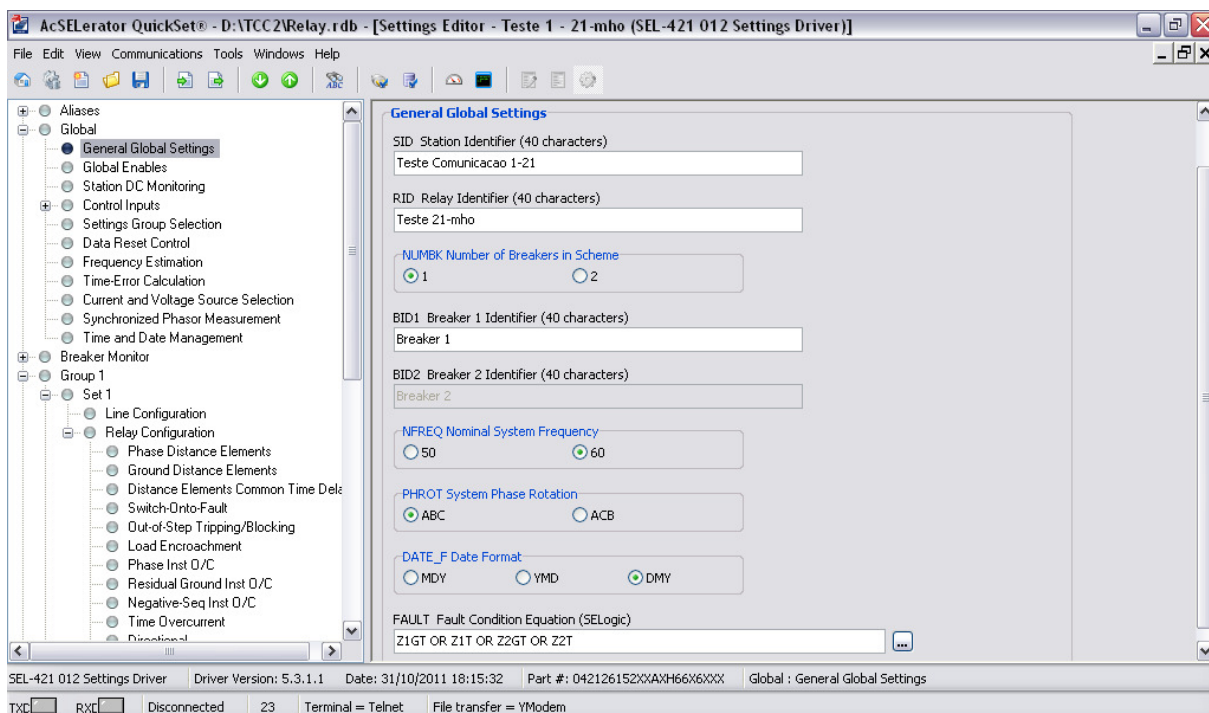 AcSELerator QuickSet® - D:\TCC2\Relay.rdb - [Settings Editor - Teste 1 - 21-mho (SEL-421 012 Settings Driver)]
File Edit View Communications Tools Windows Help
Aliases
Global
General Global Settings
Global Enables
Station DC Monitoring
Control Inputs
Settings Group Selection
Data Reset Control
Frequency Estimation
Time-Error Calculation
Current and Voltage Source Selection
Synchronized Phasor Measurement
Time and Date Management
Breaker Monitor
Group 1
Set 1
Line Configuration
Relay Configuration
Phase Distance Elements
Ground Distance Elements
Distance Elements Common Time Dela
Switch-Onto-Fault
Out-of-Step Tripping/Blocking
Load Encroachment
Phase Inst O/C
Residual Ground Inst O/C
Negative-Seq Inst O/C
Time Overcurrent
Directional
General Global Settings
SID Station Identifier (40 characters)
Teste Comunicacao 1-21
RID Relay Identifier (40 characters)
Teste 21-mho
NUMBK Number of Breakers in Scheme
1 2
BID1 Breaker 1 Identifier (40 characters)
Breaker 1
BID2 Breaker 2 Identifier (40 characters)
Breaker 2
NFREQ Nominal System Frequency
50 60
PHROT System Phase Rotation
ABC ACB
DATE_F Date Format
MDY YMD DMY
FAULT Fault Condition Equation (SELogic)
Z1GT OR Z1T OR Z2GT OR Z2T
...
SEL-421 012 Settings Driver Driver Version: 5.3.1.1 Date: 31/10/2011 18:15:32 Part #: 042126152XXAXH66X6XXX Global : General Global Settings
TXD RXD Disconnected 23 Terminal = Telnet File transfer = YModem